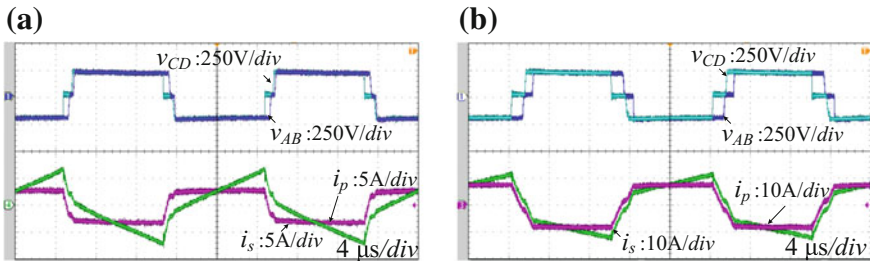 (a)
v_CD :250V/div
v_AB :250V/div
i_p :5A/div
i_s :5A/div
4 μs/div
(b)
v_CD :250V/div
v_AB :250V/div
i_p :10A/div
i_s :10A/div
4 μs/div